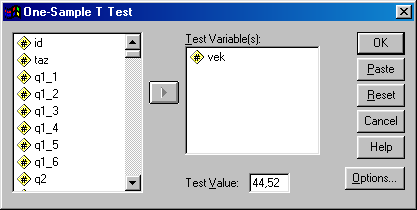 One-Sample T Test
id
taz
q1_1
q1_2
q1_3
q1_4
q1_5
q1_6
q2
Test Variable(s):
vek
Test Value: 44,52
OK
Paste
Reset
Cancel
Help
Options...